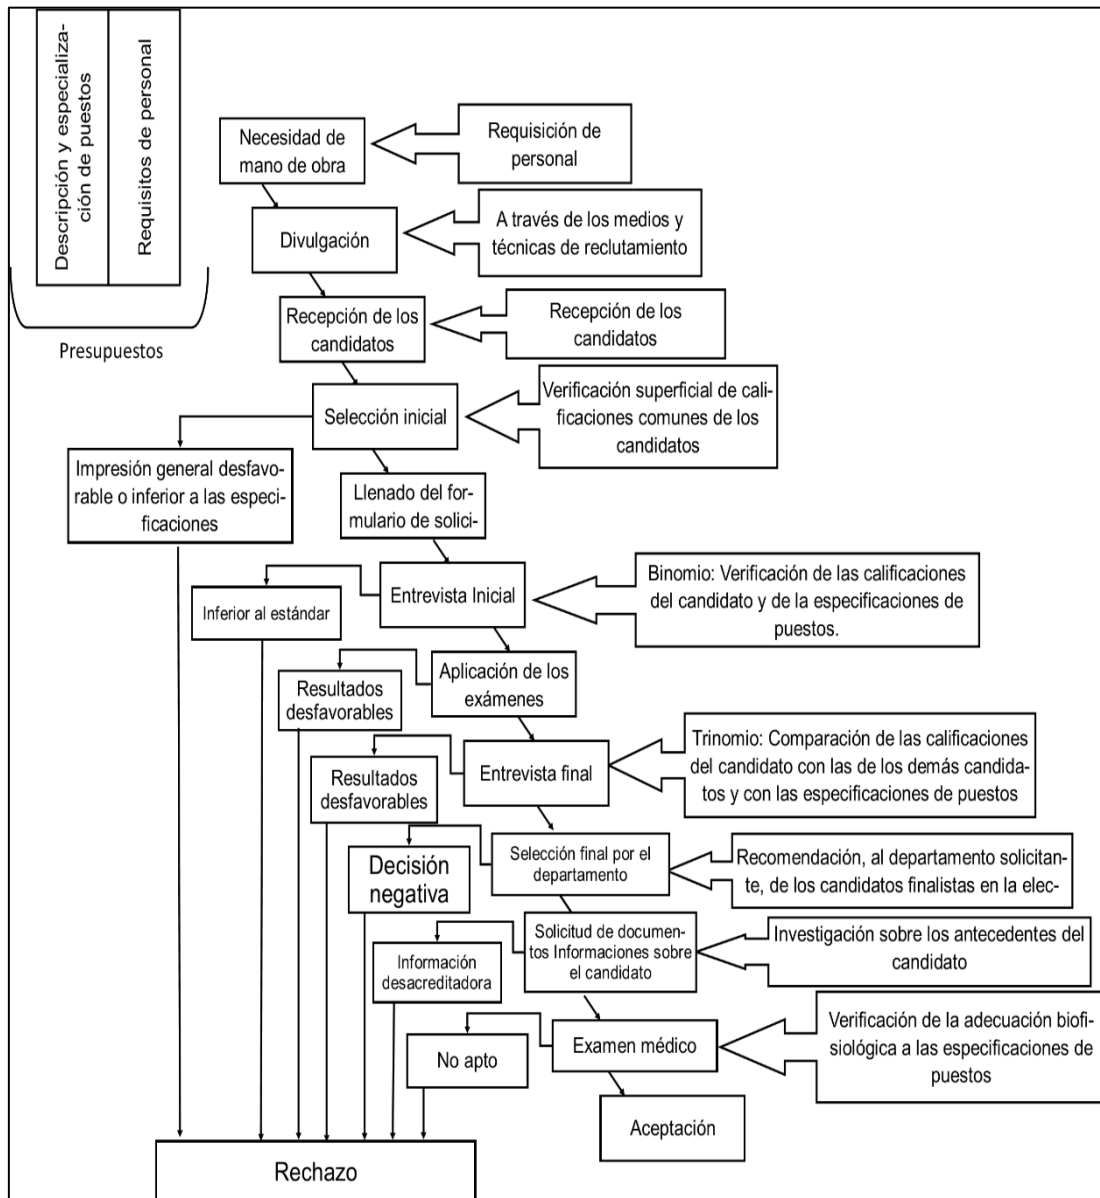 Descripción y especializa-
ción de puestos
Requisitos de personal
Presupuestos
Necesidad de
mano de obra
Requisición de
personal
Divulgación
A través de los medios y
técnicas de reclutamiento
Recepción de los
candidatos
Recepción de los
candidatos
Selección inicial
Verificación superficial de cali-
ficaciones comunes de los
candidatos
Impresión general desfavo-
rable o inferior a las especi-
ficaciones
Llenado del for-
mulario de solici-
Entrevista Inicial
Binomio: Verificación de las calificaciones
del candidato y de la especificaciones de
puestos.
Inferior al estándar
Aplicación de los
exámenes
Resultados
desfavorables
Entrevista final
Trinomio: Comparación de las calificaciones
del candidato con las de los demás candida-
tos y con las especificaciones de puestos
Resultados
desfavorables
Selección final por el
departamento
Recomendación, al departamento solicitan-
te, de los candidatos finalistas en la elec-
Decisión
negativa
Solicitud de documen-
tos Informaciones sobre
el candidato
Investigación sobre los antecedentes del
candidato
Información
desacreditadora
Examen médico
Verificación de la adecuación biofi-
siológica a las especificaciones de
puestos
No apto
Aceptación
Rechazo